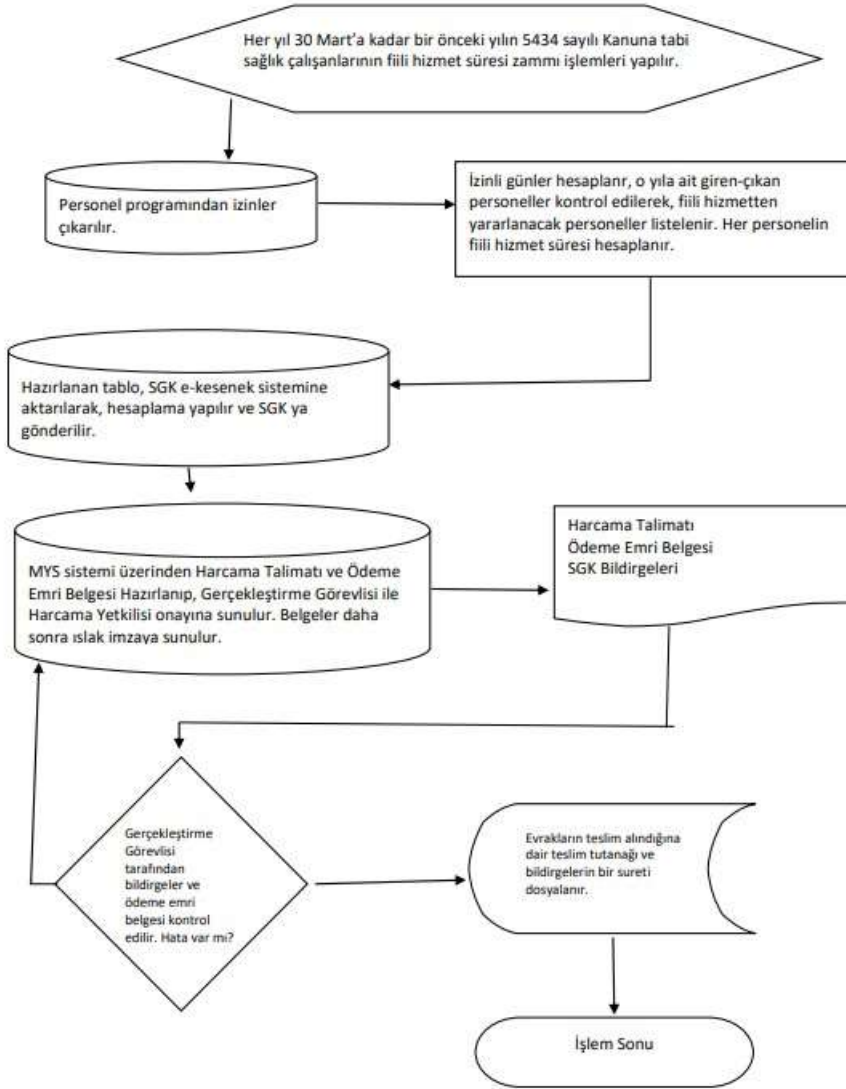 Her yıl 30 Mart'a kadar bir önceki yılın 5434 sayılı Kanuna tabi
sağlık çalışanlarının fiili hizmet süresi zammı işlemleri yapılır.
Personel programından izinler
çıkarılır.
İzinli günler hesaplanr, o yıla ait giren-çıkan
personeller kontrol edilerek, fiili hizmetten
yararlanacak personeller listelenir. Her personelin
fiili hizmet süresi hesaplanır.
Hazırlanan tablo, SGK e-kesenek sistemine
aktarılarak, hesaplama yapılır ve SGK ya
gönderilir.
MYS sistemi üzerinden Harcama Talimatı ve Ödeme
Emri Belgesi Hazırlanıp, Gerçekleştirme Görevlisi ile
Harcama Yetkilisi onayına sunulur. Belgeler daha
sonra ıslak imzaya sunulur.
Harcama Talimatı
Ödeme Emri Belgesi
SGK Bildirgeleri
Gerçekleştirme
Görevlisi
tarafından
bildirgeler ve
ödeme emri
belgesi kontrol
edilir. Hata var mı?
Evrakların teslim alındığına
dair teslim tutanağı ve
bildirgelerin bir sureti
dosyalanır.
İşlem Sonu